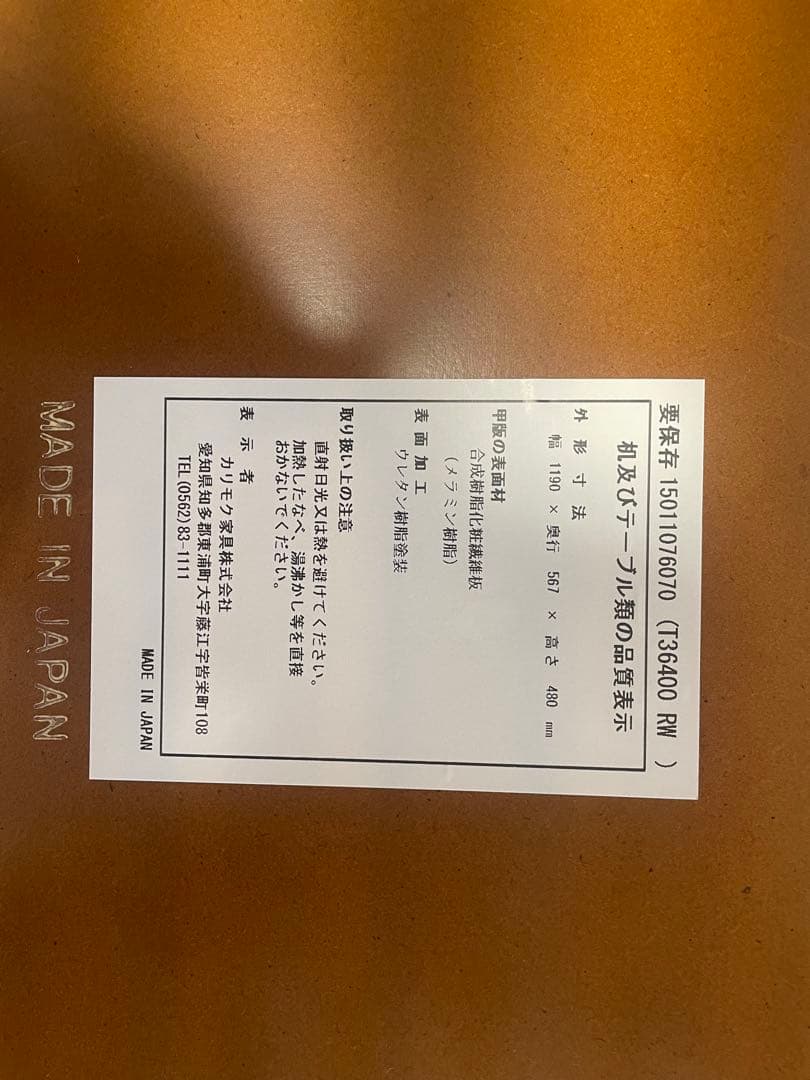 要保存 15011076070 (T36400 RW )
机及びテーブル類の品質表示
外 形 寸 法
幅 1190 × 奥行 567 × 高さ 480 mm
甲版の表面材
合成樹脂化粧繊維板
(メラミン樹脂)
表 面 加 工
ウレタン樹脂塗装
取り扱い上の注意
直射日光又は熱を避けてください。
加熱したなべ、湯沸かし等を直接
おかないでください。
表 示 者
カリモク家具株式会社
愛知県知多郡東浦町大字藤江字皆栄町108
TEL(0562)83-1111
MADE IN JAPAN
MADE IN JAPAN